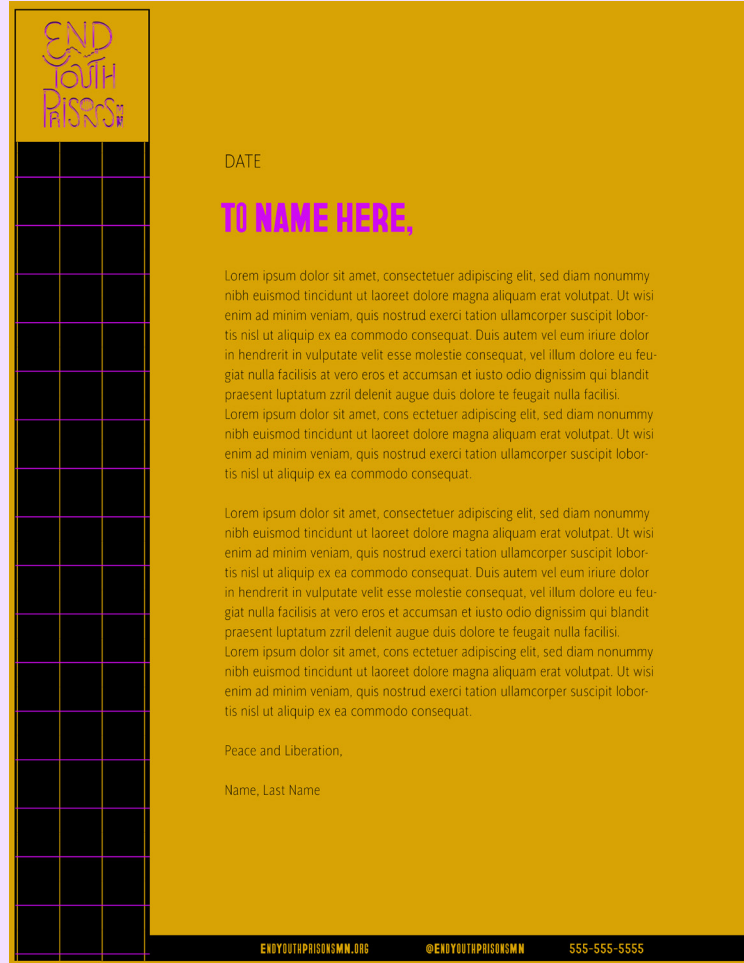 END
YOUTH
PRISONS
MN
DATE
TO NAME HERE,
Lorem ipsum dolor sit amet, consectetuer adipiscing elit, sed diam nonummy
nibh euismod tincidunt ut laoreet dolore magna aliquam erat volutpat. Ut wisi
enim ad minim veniam, quis nostrud exerci tation ullamcorper suscipit lobor-
tis nisl ut aliquip ex ea commodo consequat. Duis autem vel eum iriure dolor
in hendrerit in vulputate velit esse molestie consequat, vel illum dolore eu feu-
giat nulla facilisis at vero eros et accumsan et iusto odio dignissim qui blandit
praesent luptatum zzril delenit augue duis dolore te feugait nulla facilisi.
Lorem ipsum dolor sit amet, cons ectetuer adipiscing elit, sed diam nonummy
nibh euismod tincidunt ut laoreet dolore magna aliquam erat volutpat. Ut wisi
enim ad minim veniam, quis nostrud exerci tation ullamcorper suscipit lobor-
tis nisl ut aliquip ex ea commodo consequat.
Lorem ipsum dolor sit amet, consectetuer adipiscing elit, sed diam nonummy
nibh euismod tincidunt ut laoreet dolore magna aliquam erat volutpat. Ut wisi
enim ad minim veniam, quis nostrud exerci tation ullamcorper suscipit lobor-
tis nisl ut aliquip ex ea commodo consequat. Duis autem vel eum iriure dolor
in hendrerit in vulputate velit esse molestie consequat, vel illum dolore eu feu-
giat nulla facilisis at vero eros et accumsan et iusto odio dignissim qui blandit
praesent luptatum zzril delenit augue duis dolore te feugait nulla facilisi.
Lorem ipsum dolor sit amet, cons ectetuer adipiscing elit, sed diam nonummy
nibh euismod tincidunt ut laoreet dolore magna aliquam erat volutpat. Ut wisi
enim ad minim veniam, quis nostrud exerci tation ullamcorper suscipit lobor-
tis nisl ut aliquip ex ea commodo consequat.
Peace and Liberation,
Name, Last Name
ENDYOUTHPRISONSMN.ORG @ENDYOUTHPRISONSMN 555-555-5555